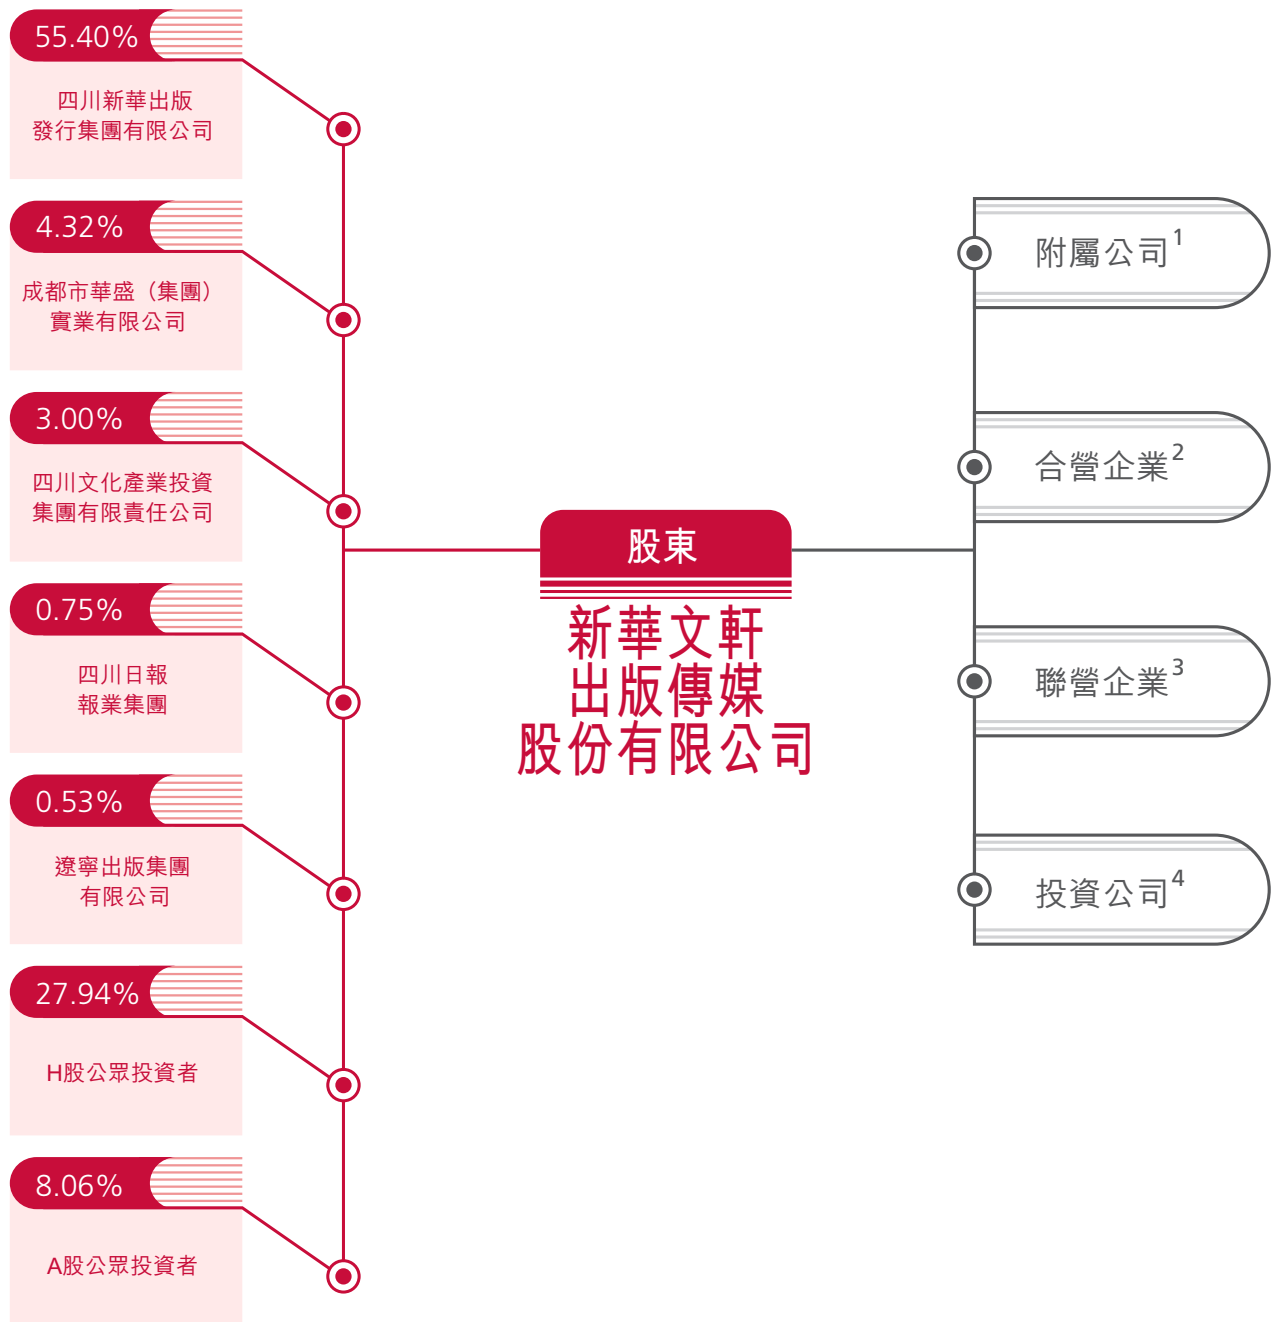 55.40%
四川新華出版
發行集團有限公司
4.32%
成都市華盛（集團）
實業有限公司
3.00%
四川文化產業投資
集團有限責任公司
0.75%
四川日報
報業集團
0.53%
遼寧出版集團
有限公司
27.94%
H股公眾投資者
8.06%
A股公眾投資者
股東
新華文軒
出版傳媒
股份有限公司
附屬公司1
合營企業2
聯營企業3
投資公司4